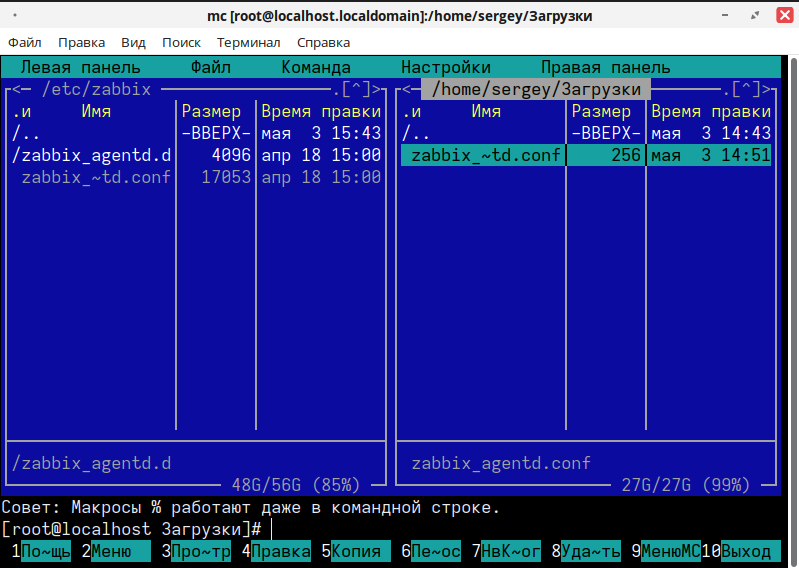 mc [root@localhost.localdomain]:/home/sergey/Загрузки
Файл Правка Вид Поиск Терминал Справка
Левая панель Файл Команда Настройки Правая панель
<─ /etc/zabbix .[^]> <─ /home/sergey/Загрузки .[^]>
.и Имя Размер Время правки .и Имя Размер Время правки
/.. -ВВЕРХ- мая 3 15:43 /.. -ВВЕРХ- мая 3 14:43
/zabbix_agentd.d 4096 апр 18 15:00 zabbix_~td.conf 256 мая 3 14:51
zabbix_~td.conf 17053 апр 18 15:00
/zabbix_agentd.d zabbix_agentd.conf
48G/56G (85%) 27G/27G (99%)
Совет: Макросы % работают даже в командной строке.
[root@localhost Загрузки]#
1По~щь 2Меню 3Про~тр 4Правка 5Копия 6Пе~ос 7НвК~ог 8Уда~ть 9МенюМС10Выход